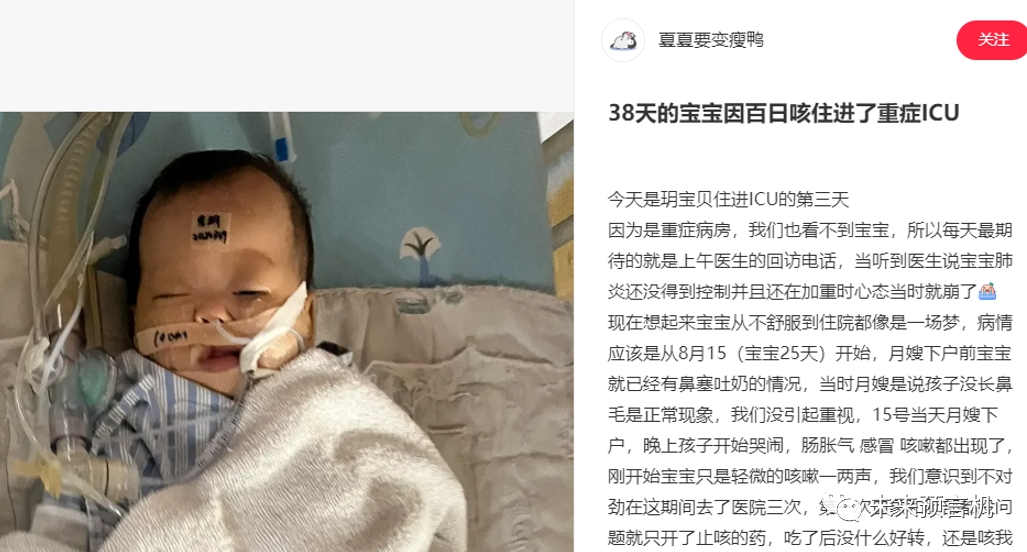 夏夏要变瘦鸭
关注
38天的宝宝因百日咳住进了重症ICU
今天是玥宝贝住进ICU的第三天
因为是重症病房，我们也看不到宝宝，所以每天最期
待的就是上午医生的回访电话，当听到医生说宝宝肺
炎还没得到控制并且还在加重时心态当时就崩了
现在想起来宝宝从不舒服到住院都像是一场梦，病情
应该是从8月15（宝宝25天）开始，月嫂下户前宝宝
就已经有鼻塞吐奶的情况，当时月嫂是说孩子没长鼻
毛是正常现象，我们没引起重视，15号当天月嫂下
户，晚上孩子开始哭闹，肠胀气 感冒 咳嗽都出现了，
刚开始宝宝只是轻微的咳嗽一两声，我们意识到不对
劲在这期间去了医院三次，
题就只开了止咳的药，吃了后没什么好转，还是咳我